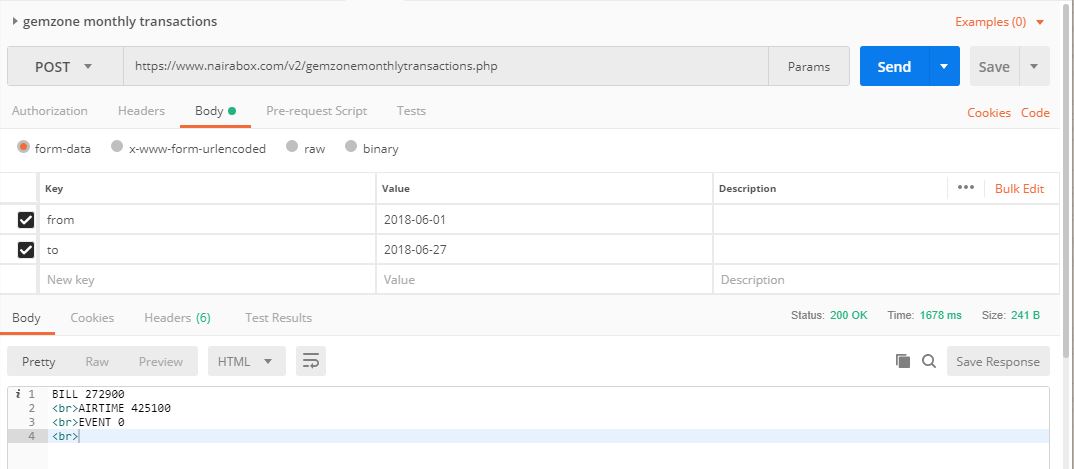 gemzone monthly transactions Examples (0)
POST https://www.nairabox.com/v2/gemzonemonthlytransactions.php Params Send Save
Authorization Headers Body Pre-request Script Tests Cookies Code
form-data x-www-form-urlencoded raw binary
Key Value Description ••• Bulk Edit
from 2018-06-01
to 2018-06-27
New key Value Description
Body Cookies Headers (6) Test Results Status: 200 OK Time: 1678 ms Size: 241 B
Pretty Raw Preview HTML Save Response
i 1 BILL 272900
2 <br>AIRTIME 425100
3 <br>EVENT 0
4 <br>